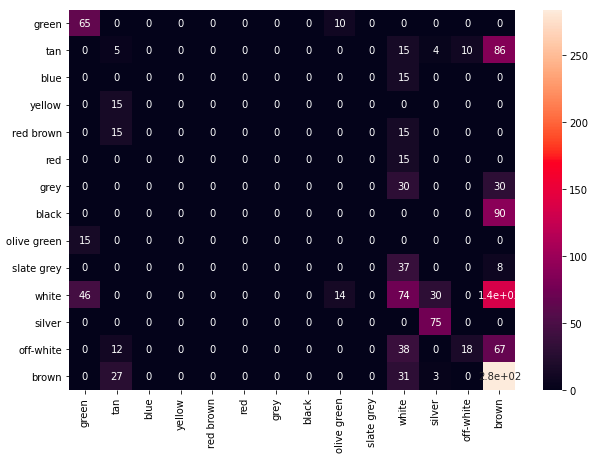 green 65 0 0 0 0 0 0 0 10 0 0 0 0 0
tan 0 5 0 0 0 0 0 0 0 0 15 4 10 86
blue 0 0 0 0 0 0 0 0 0 0 15 0 0 0
yellow 0 15 0 0 0 0 0 0 0 0 0 0 0 0
red brown 0 15 0 0 0 0 0 0 0 0 15 0 0 0
red 0 0 0 0 0 0 0 0 0 0 15 0 0 0
grey 0 0 0 0 0 0 0 0 0 0 30 0 0 30
black 0 0 0 0 0 0 0 0 0 0 0 0 0 90
olive green 15 0 0 0 0 0 0 0 0 0 0 0 0 0
slate grey 0 0 0 0 0 0 0 0 0 0 37 0 0 8
white 46 0 0 0 0 0 0 0 14 0 74 30 0
silver 0 0 0 0 0 0 0 0 0 0 0 75 0 0
off-white 0 12 0 0 0 0 0 0 0 0 38 0 18 67
brown 0 27 0 0 0 0 0 0 0 0 31 3 0 2.8e+02
green tan blue yellow red brown red grey black olive green slate grey white silver off-white brown
250
200
150
100
50
0